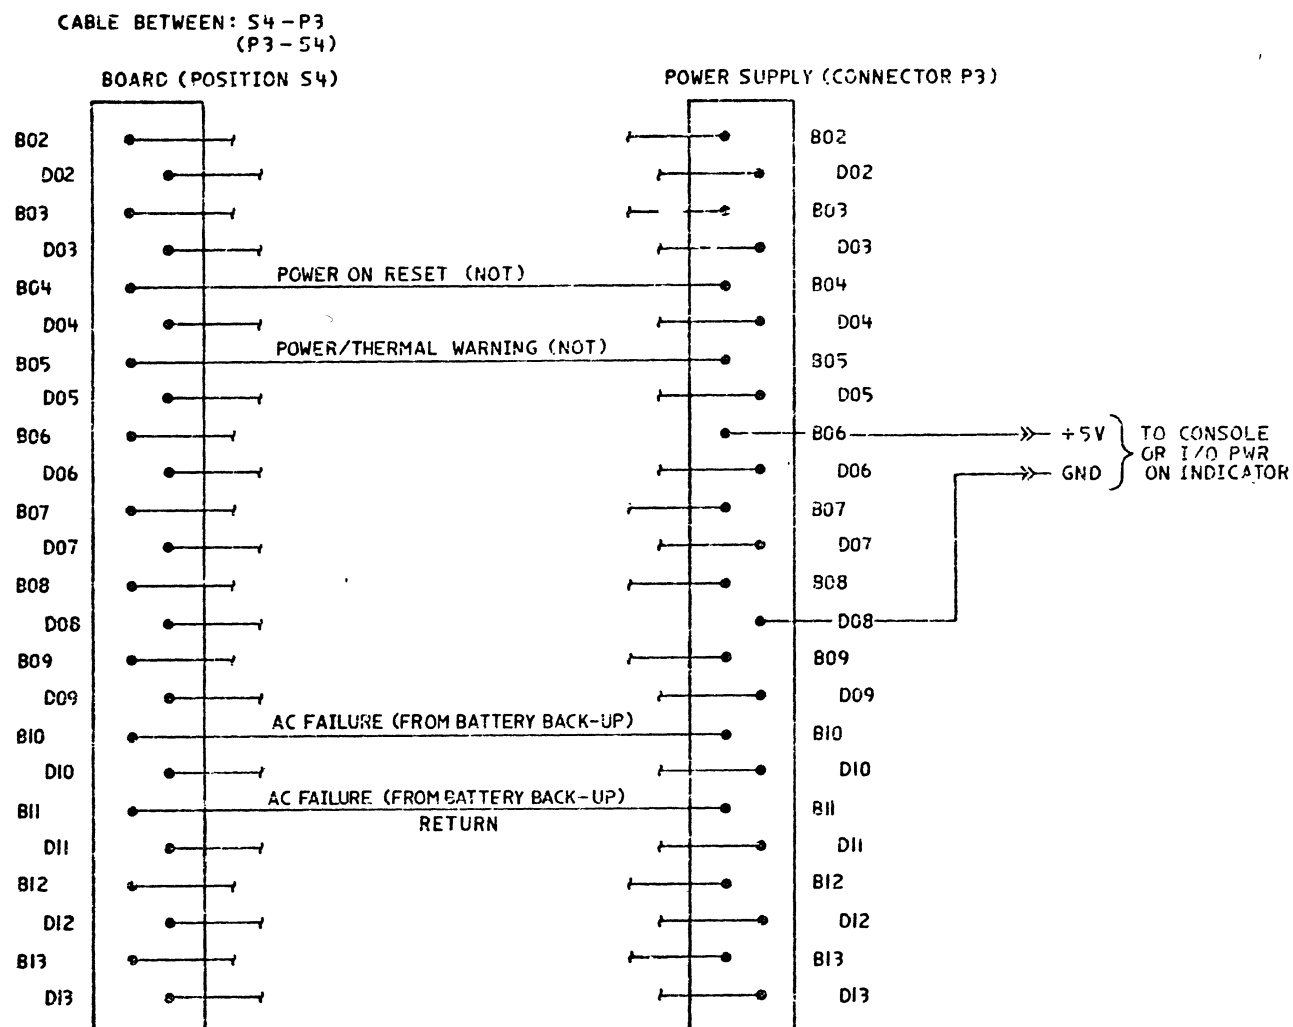 CABLE BETWEEN: S4-P3
(P3-S4)
BOARD (POSITION S4)
POWER SUPPLY (CONNECTOR P3)
B02 B02
D02 D02
B03 B03
D03 D03
POWER ON RESET (NOT)
B04 B04
D04 D04
POWER/THERMAL WARNING (NOT)
B05 B05
D05 D05
B06 B06 +5V TO CONSOLE
OR I/O PWR
D06 D06 GND ON INDICATOR
B07 B07
D07 D07
B08 B08
D08 D08
B09 B09
D09 D09
AC FAILURE (FROM BATTERY BACK-UP)
B10 B10
D10 D10
AC FAILURE (FROM BATTERY BACK-UP)
B11 B11
RETURN
D11 D11
B12 B12
D12 D12
B13 B13
D13 D13